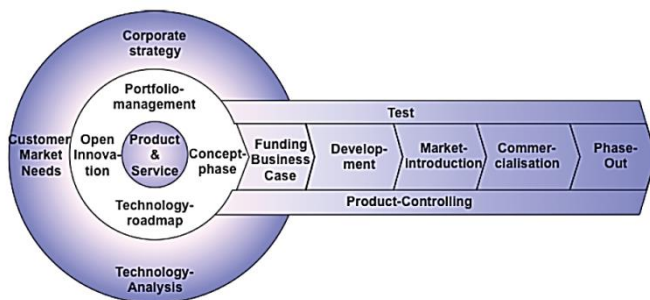 Corporate
strategy
Portfolio-
management
Customer
Market
Needs
Open
Innova-
tion
Product
&
Service
Concept-
phase
Technology-
roadmap
Technology-
Analysis
Test
Funding
Business
Case
Develop-
ment
Market-
Introduction
Commer-
cialisation
Phase-
Out
Product-Controlling